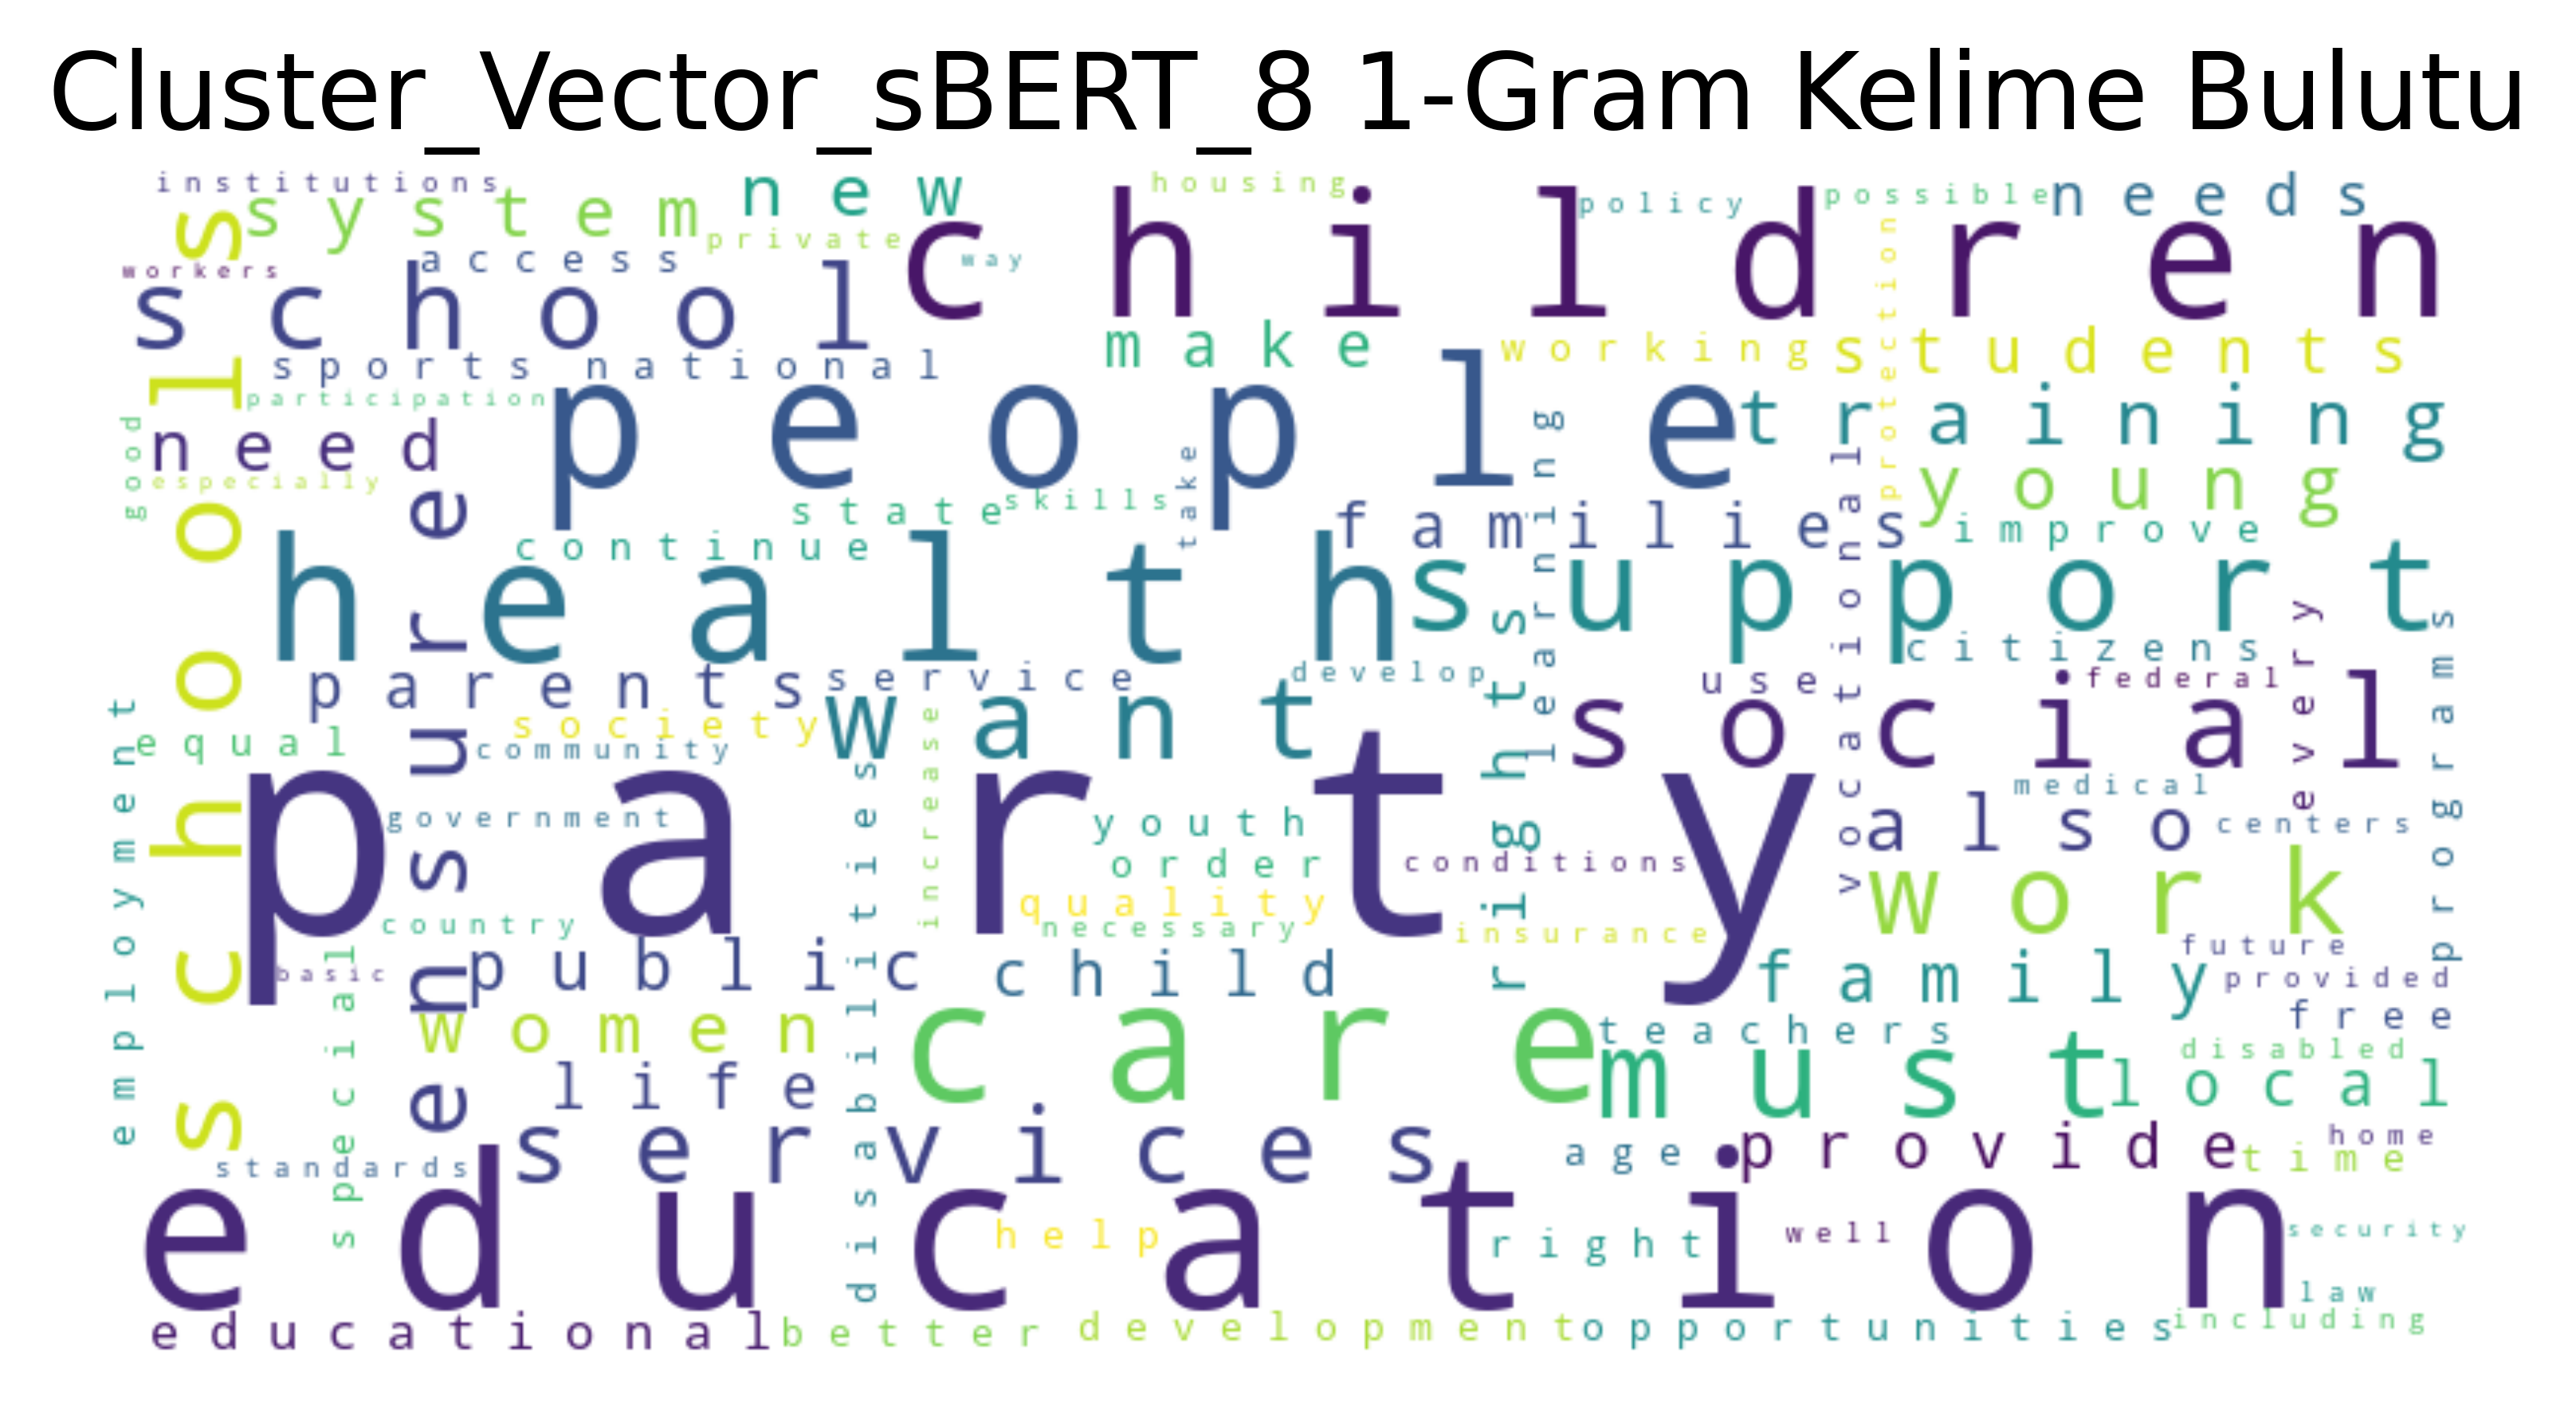 Cluster_Vector_sBERT_8 1-Gram Kelime Bulutu
institutions
system
new
housing
policy
possible
needs
private
children
access
way
workers
school
schools
protection
make
working
students
sports
national
participation
people
training
good
need
especially
take
learning
vocational
young
state
skills
families
improve
continue
ensure
health
support
citizens
every
programs
parents
service
develop
use
federal
rights
want
social
society
equal
community
employment
increase
party
medical
government
youth
also
centers
order
conditions
work
quality
country
necessary
insurance
disabilities
special
basic
public
child
family
future
provided
women
care
teachers
free
must
disabled
local
life
services
age
provide
home
time
standards
education
help
right
well
security
law
educational
better
development
opportunities
including